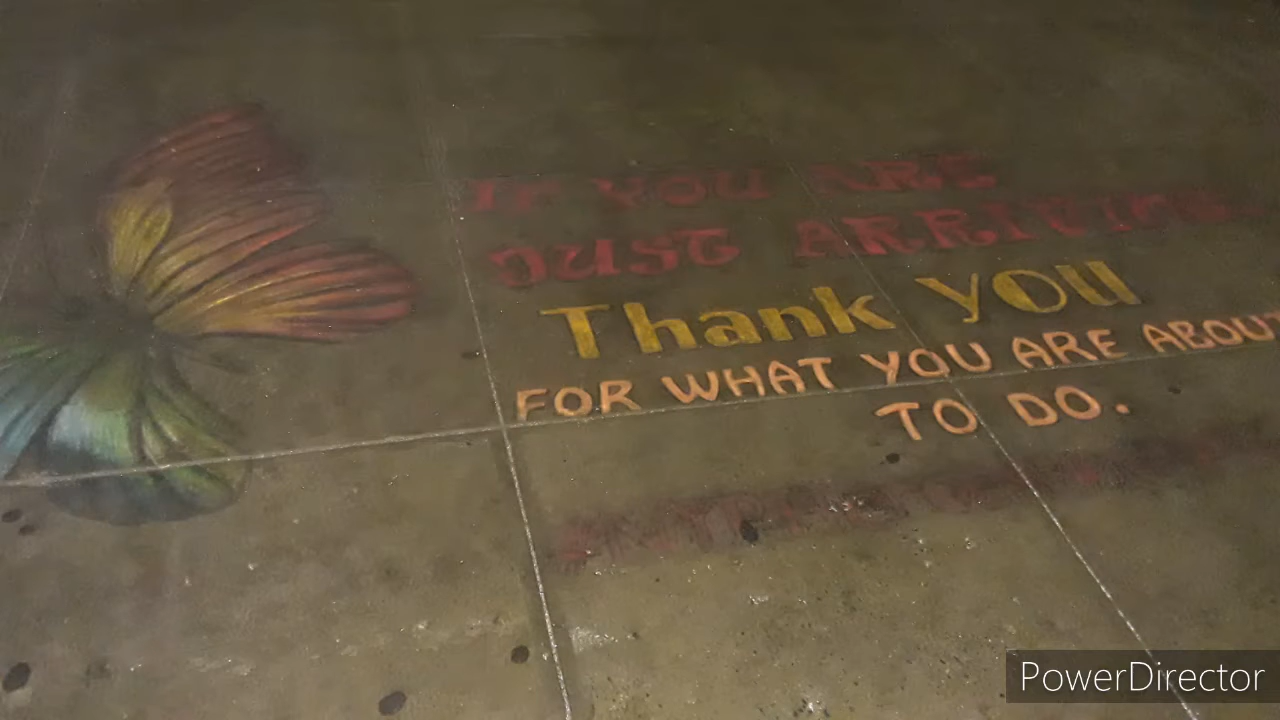 IF YOU ARE
JUST ARRIVING,
Thank you
FOR WHAT YOU ARE ABOUT
TO DO.
PowerDirector